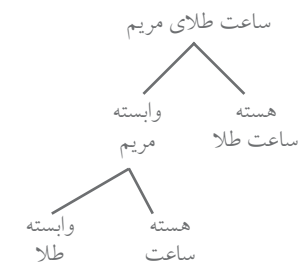 ساعت طلای مریم
هسته وابسته
ساعت طلا مریم
هسته وابسته
ساعت طلا